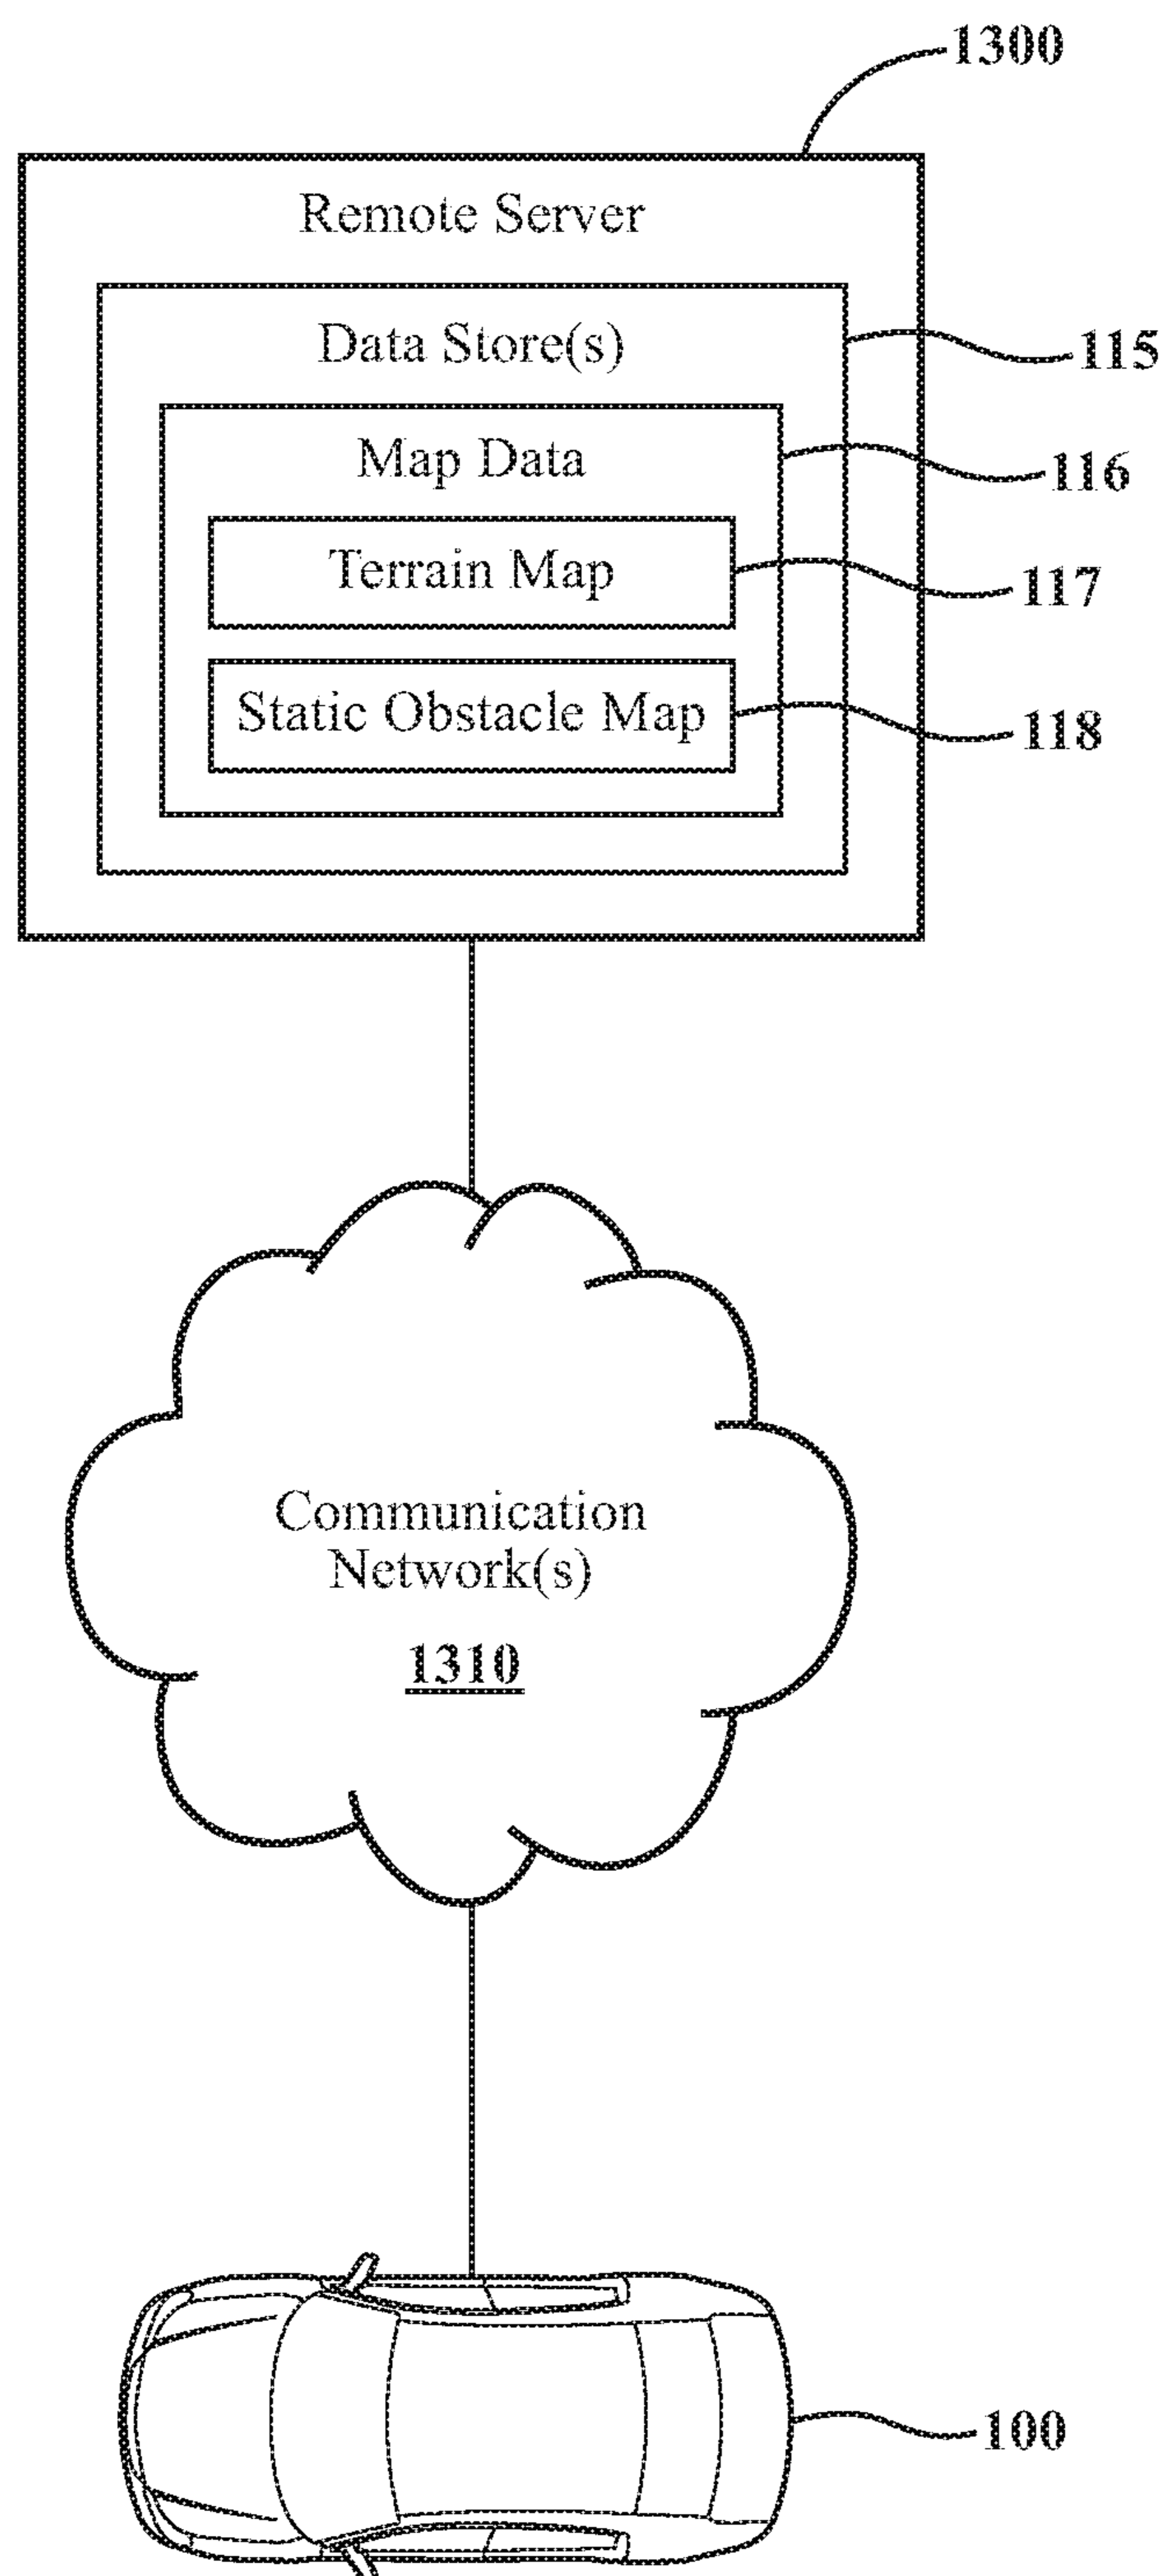 1300
Remote Server
Data Store(s)
115
Map Data
116
Terrain Map
117
Static Obstacle Map
118
Communication
Network(s)
1310
100